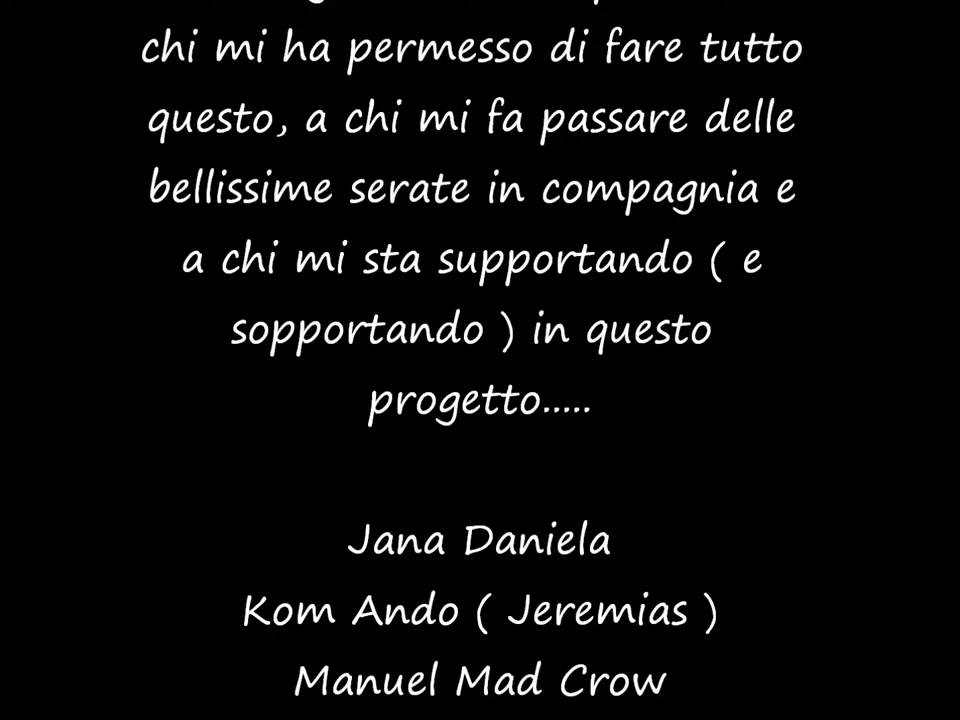 chi mi ha permesso di fare tutto
questo, a chi mi fa passare delle
bellissime serate in compagnia e
a chi mi sta supportando ( e
sopportando ) in questo
progetto.....
Jana Daniela
Kom Ando ( Jeremias )
Manuel Mad Crow